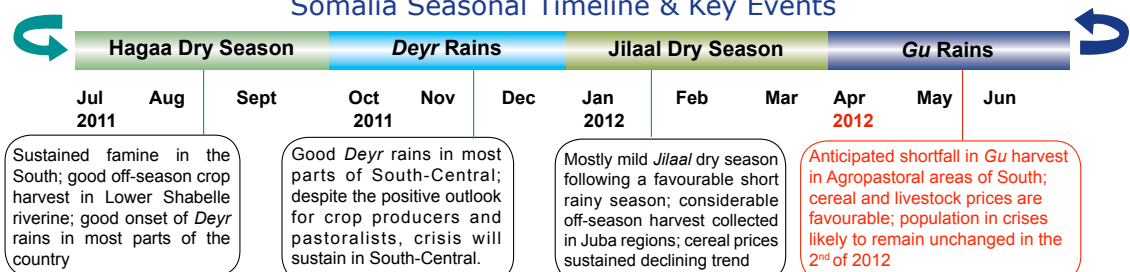 Somalia Seasonal Timeline & Key Events
Hagaa Dry Season Deyr Rains Jilaal Dry Season Gu Rains
Jul Aug Sept Oct Nov Dec Jan Feb Mar Apr May Jun
2011 2011 2012 2012
Sustained famine in the
South; good off-season crop
harvest in Lower Shabelle
riverine; good onset of Deyr
rains in most parts of the
country
Good Deyr rains in most
parts of South-Central;
despite the positive outlook
for crop producers and
pastoralists, crisis will
sustain in South-Central.
Mostly mild Jilaal dry season
following a favourable short
rainy season; considerable
off-season harvest collected
in Juba regions; cereal prices
sustained declining trend
Anticipated shortfall in Gu harvest
in Agropastoral areas of South;
cereal and livestock prices are
favourable; population in crises
likely to remain unchanged in the
2nd of 2012